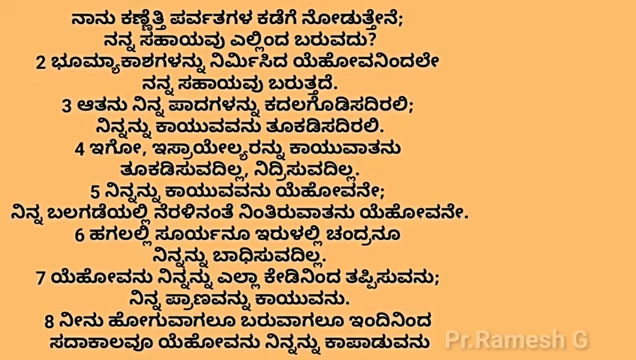 ನಾನು ಕಣ್ಣೆತ್ತಿ ಪರ್ವತಗಳ ಕಡೆಗೆ ನೋಡುತ್ತೇನೆ;
ನನ್ನ ಸಹಾಯವು ಎಲ್ಲಿಂದ ಬರುವದು?
2 ಭೂಮ್ಯಾಕಾಶಗಳನ್ನು ನಿರ್ಮಿಸಿದ ಯೆಹೋವನಿಂದಲೇ
ನನ್ನ ಸಹಾಯವು ಬರುತ್ತದೆ.
3 ಆತನು ನಿನ್ನ ಪಾದಗಳನ್ನು ಕದಲಗೊಡಿಸದಿರಲಿ;
ನಿನ್ನನ್ನು ಕಾಯುವವನು ತೂಕಡಿಸದಿರಲಿ.
4 ಇಗೋ, ಇಸ್ರಾಯೇಲ್ಯರನ್ನು ಕಾಯುವಾತನು
ತೂಕಡಿಸುವದಿಲ್ಲ, ನಿದ್ರಿಸುವದಿಲ್ಲ.
5 ನಿನ್ನನ್ನು ಕಾಯುವವನು ಯೆಹೋವನೇ;
ನಿನ್ನ ಬಲಗಡೆಯಲ್ಲಿ ನೆರಳಿನಂತೆ ನಿಂತಿರುವಾತನು ಯೆಹೋವನೇ.
6 ಹಗಲಲ್ಲಿ ಸೂರ್ಯನೂ ಇರುಳಲ್ಲಿ ಚಂದ್ರನೂ
ನಿನ್ನನ್ನು ಬಾಧಿಸುವದಿಲ್ಲ.
7 ಯೆಹೋವನು ನಿನ್ನನ್ನು ಎಲ್ಲಾ ಕೇಡಿನಿಂದ ತಪ್ಪಿಸುವನು;
ನಿನ್ನ ಪ್ರಾಣವನ್ನು ಕಾಯುವನು.
8 ನೀನು ಹೋಗುವಾಗಲೂ ಬರುವಾಗಲೂ ಇಂದಿನಿಂದ
ಸದಾಕಾಲವೂ ಯೆಹೋವನು ನಿನ್ನನ್ನು ಕಾಪಾಡುವನು
Pr.Ramesh G